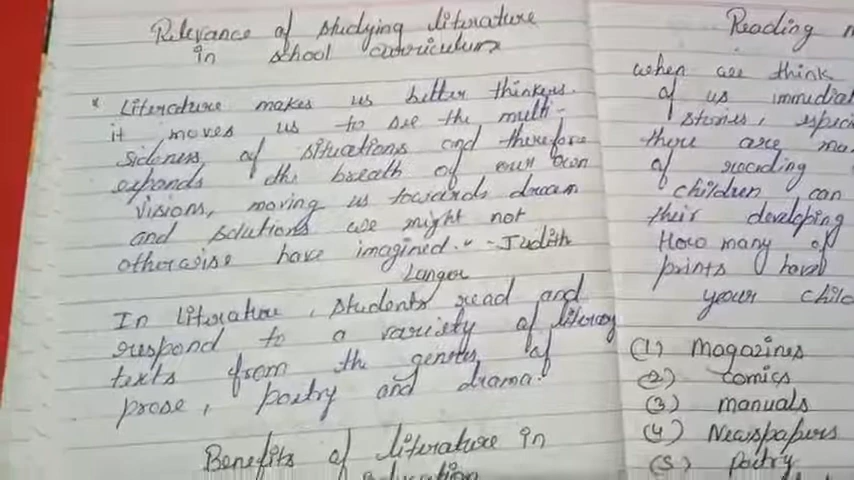 Relevance of studying literature
in school curriculum
" Literature makes us better thinkers.
it moves us to see the multi-
sideness of situations and therefore
expands the breath of our own
visions, moving us towards dream
and solutions we might not
otherwise have imagined." - Judith
Langer
In literature, students read and
respond to a variety of literary
texts from the genres of
prose, poetry and drama.
Benefits of literature in
education
Reading
when we think
of us immedia
stories, especi
there are ma
of reading
children can
their developing
How many of
prints have
your chil
(1) magazines
(2) comics
(3) manuals
(4) Newspapers
(5) Poetry